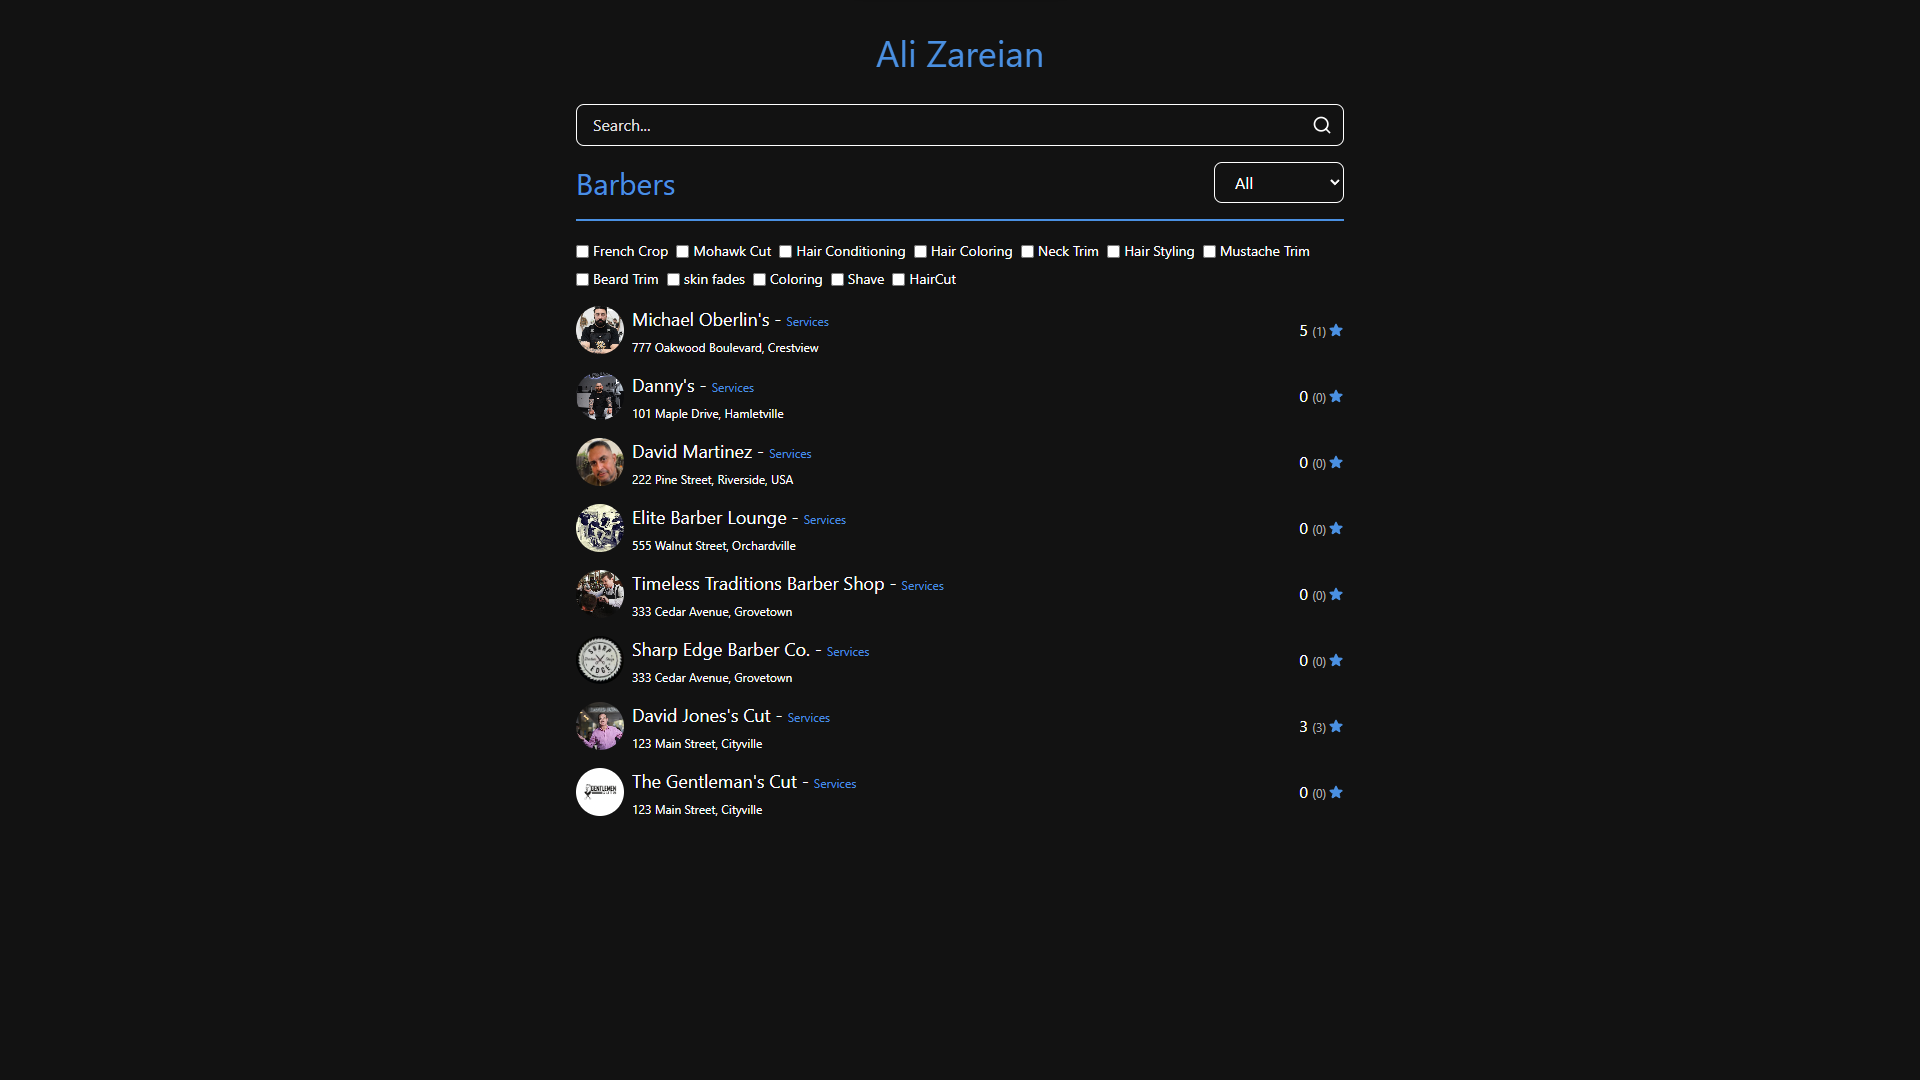 Ali Zareian
Search...
Barbers
All
French Crop Mohawk Cut Hair Conditioning Hair Coloring Neck Trim Hair Styling Mustache Trim
Beard Trim skin fades Coloring Shave HairCut
Michael Oberlin's - Services
777 Oakwood Boulevard, Crestview
5 (1)
Danny's - Services
101 Maple Drive, Hamletville
0 (0)
David Martinez - Services
222 Pine Street, Riverside, USA
0 (0)
Elite Barber Lounge - Services
555 Walnut Street, Orchardville
0 (0)
Timeless Traditions Barber Shop - Services
333 Cedar Avenue, Grovetown
0 (0)
SHARP
EDGE
Sharp Edge Barber Co. - Services
333 Cedar Avenue, Grovetown
0 (0)
David Jones's Cut - Services
123 Main Street, Cityville
3 (3)
GENTLEMEN
The Gentleman's Cut - Services
123 Main Street, Cityville
0 (0)